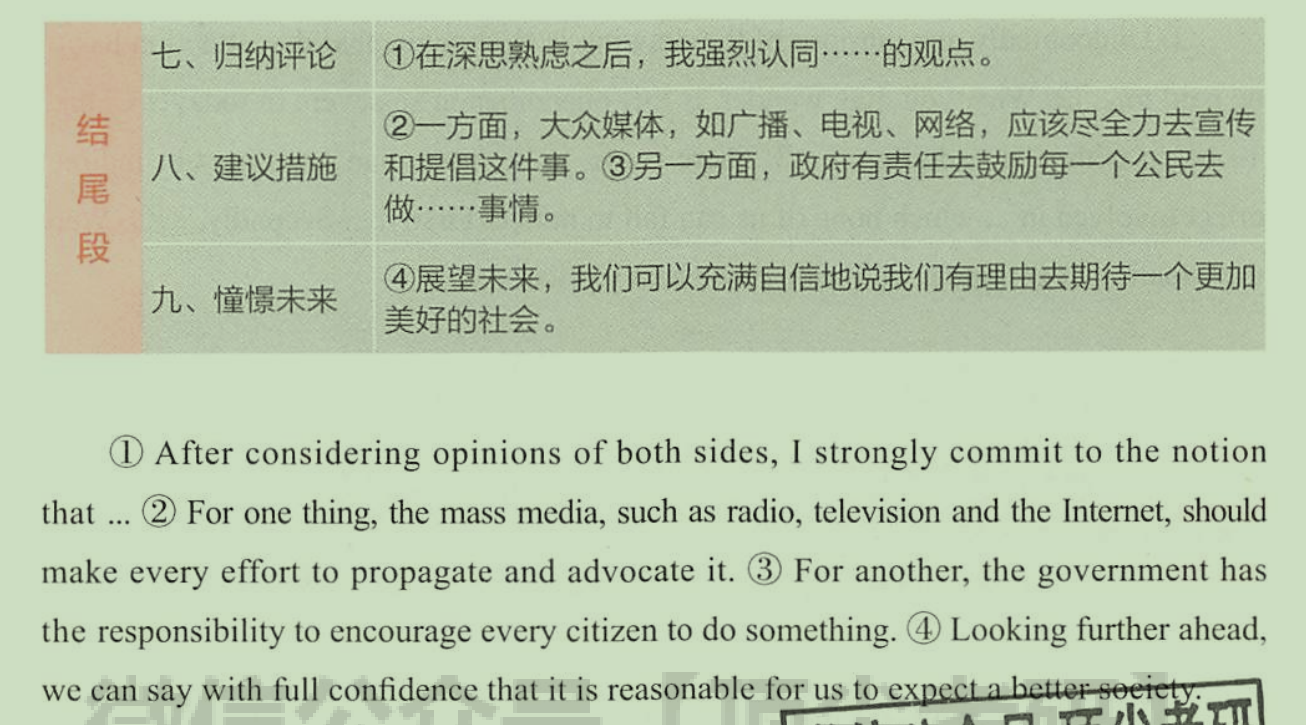 结尾段
七、归纳评论 ①在深思熟虑之后，我强烈认同……的观点。
八、建议措施 ②一方面，大众媒体，如广播、电视、网络，应该尽全力去宣传
和提倡这件事。③另一方面，政府有责任去鼓励每一个公民去
做……事情。
九、憧憬未来 ④展望未来，我们可以充满自信地说我们有理由去期待一个更加
美好的社会。
① After considering opinions of both sides, I strongly commit to the notion
that ... ② For one thing, the mass media, such as radio, television and the Internet, should
make every effort to propagate and advocate it. ③ For another, the government has
the responsibility to encourage every citizen to do something. ④ Looking further ahead,
we can say with full confidence that it is reasonable for us to expect a better society.